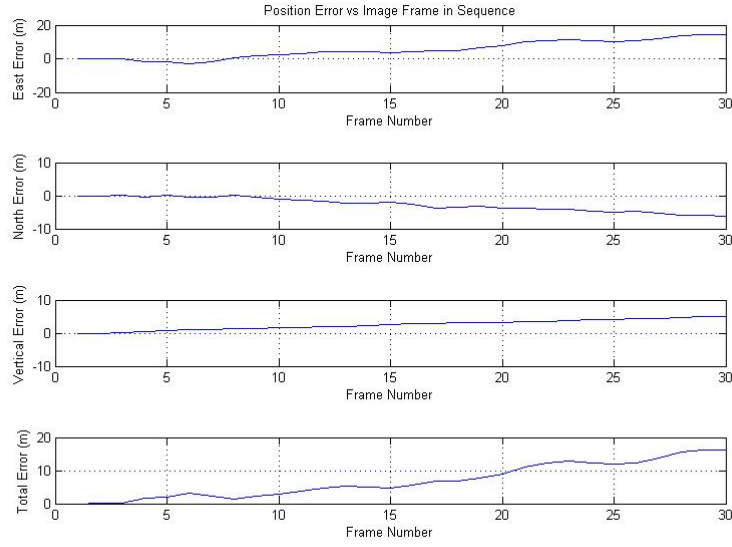 Position Error vs Image Frame in Sequence
East Error (m)
20
0
-20
0 5 10 15 20 25 30
Frame Number
North Error (m)
10
0
-10
0 5 10 15 20 25 30
Frame Number
Vertical Error (m)
10
0
-10
0 5 10 15 20 25 30
Frame Number
Total Error (m)
20
10
0
0 5 10 15 20 25 30
Frame Number